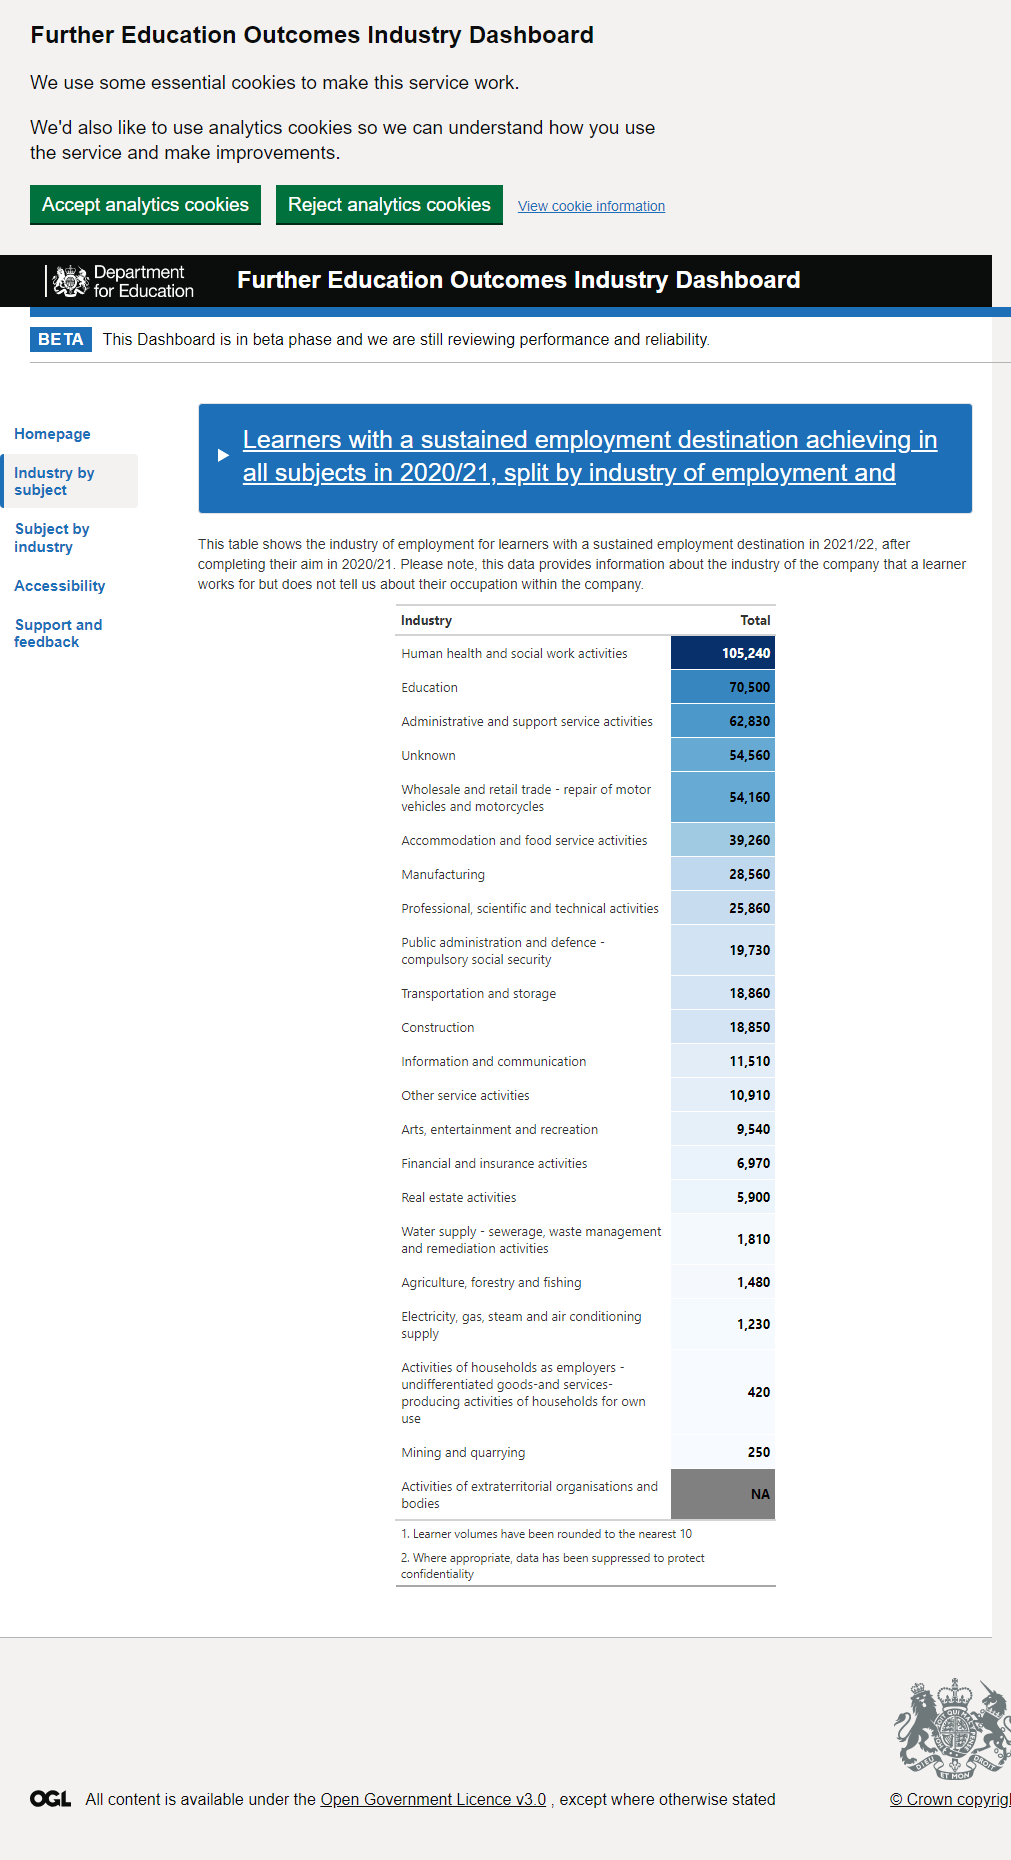 Further Education Outcomes Industry Dashboard
We use some essential cookies to make this service work.
We'd also like to use analytics cookies so we can understand how you use
the service and make improvements.
Accept analytics cookies
Reject analytics cookies
View cookie information
Department
for Education
Further Education Outcomes Industry Dashboard
BETA
This Dashboard is in beta phase and we are still reviewing performance and reliability.
Homepage
Industry by
subject
Subject by
industry
Accessibility
Support and
feedback
Learners with a sustained employment destination achieving in
all subjects in 2020/21, split by industry of employment and
This table shows the industry of employment for learners with a sustained employment destination in 2021/22, after
completing their aim in 2020/21. Please note, this data provides information about the industry of the company that a learner
works for but does not tell us about their occupation within the company.
Industry Total
Human health and social work activities 105,240
Education 70,500
Administrative and support service activities 62,830
Unknown 54,560
Wholesale and retail trade - repair of motor
vehicles and motorcycles 54,160
Accommodation and food service activities 39,260
Manufacturing 28,560
Professional, scientific and technical activities 25,860
Public administration and defence -
compulsory social security 19,730
Transportation and storage 18,860
Construction 18,850
Information and communication 11,510
Other service activities 10,910
Arts, entertainment and recreation 9,540
Financial and insurance activities 6,970
Real estate activities 5,900
Water supply - sewerage, waste management
and remediation activities 1,810
Agriculture, forestry and fishing 1,480
Electricity, gas, steam and air conditioning
supply 1,230
Activities of households as employers -
undifferentiated goods-and services-
producing activities of households for own
use 420
Mining and quarrying 250
Activities of extraterritorial organisations and
bodies NA
1. Learner volumes have been rounded to the nearest 10
2. Where appropriate, data has been suppressed to protect
confidentiality
DIEU ET MON DROIT
OGL
All content is available under the Open Government Licence v3.0 , except where otherwise stated
© Crown copyrig